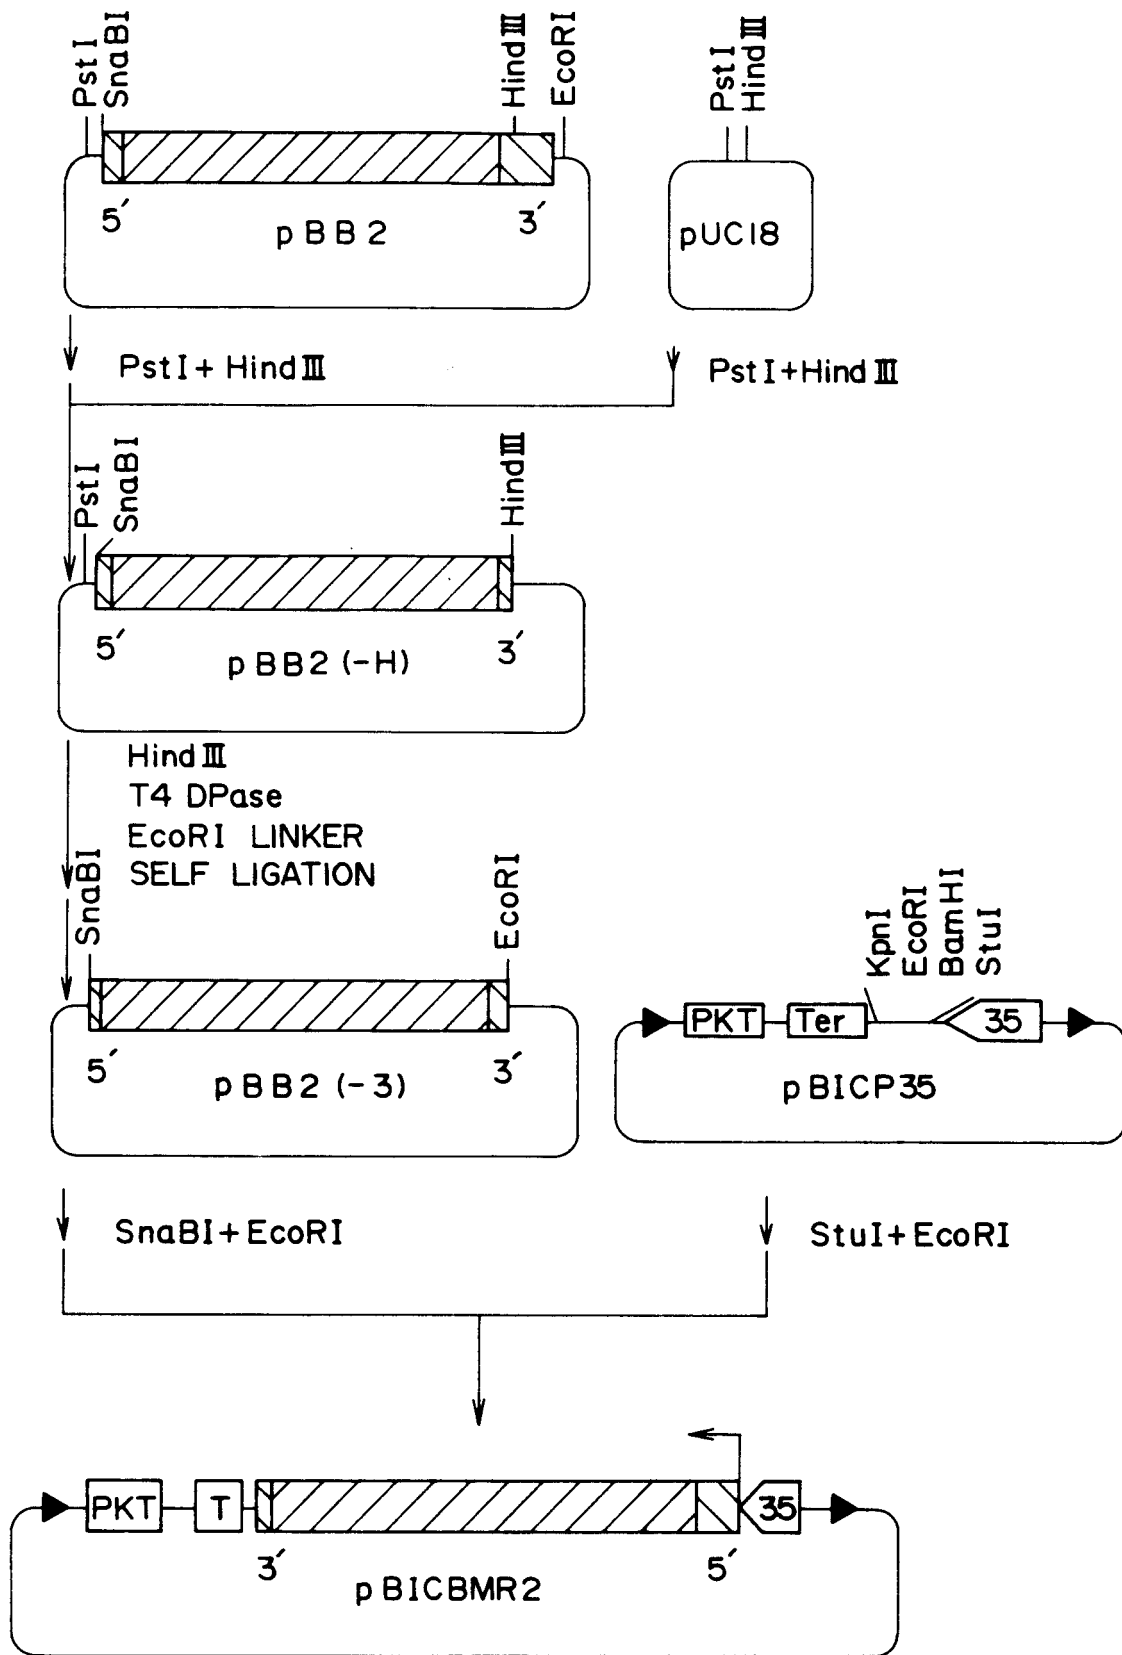 PstI
SnaBI
HindIII
EcoRI
PstI
HindIII
5′
3′
pBB2
pUC18
PstI+HindIII
PstI+HindIII
PstI
SnaBI
HindIII
5′
3′
pBB2(-H)
HindIII
T4 DPase
EcoRI LINKER
SELF LIGATION
SnaBI
EcoRI
KpnI
EcoRI
BamHI
StuI
PKT
Ter
35
5′
3′
pBB2(-3)
pBICP35
SnaBI+EcoRI
StuI+EcoRI
PKT
T
35
3′
5′
pBICBMR2